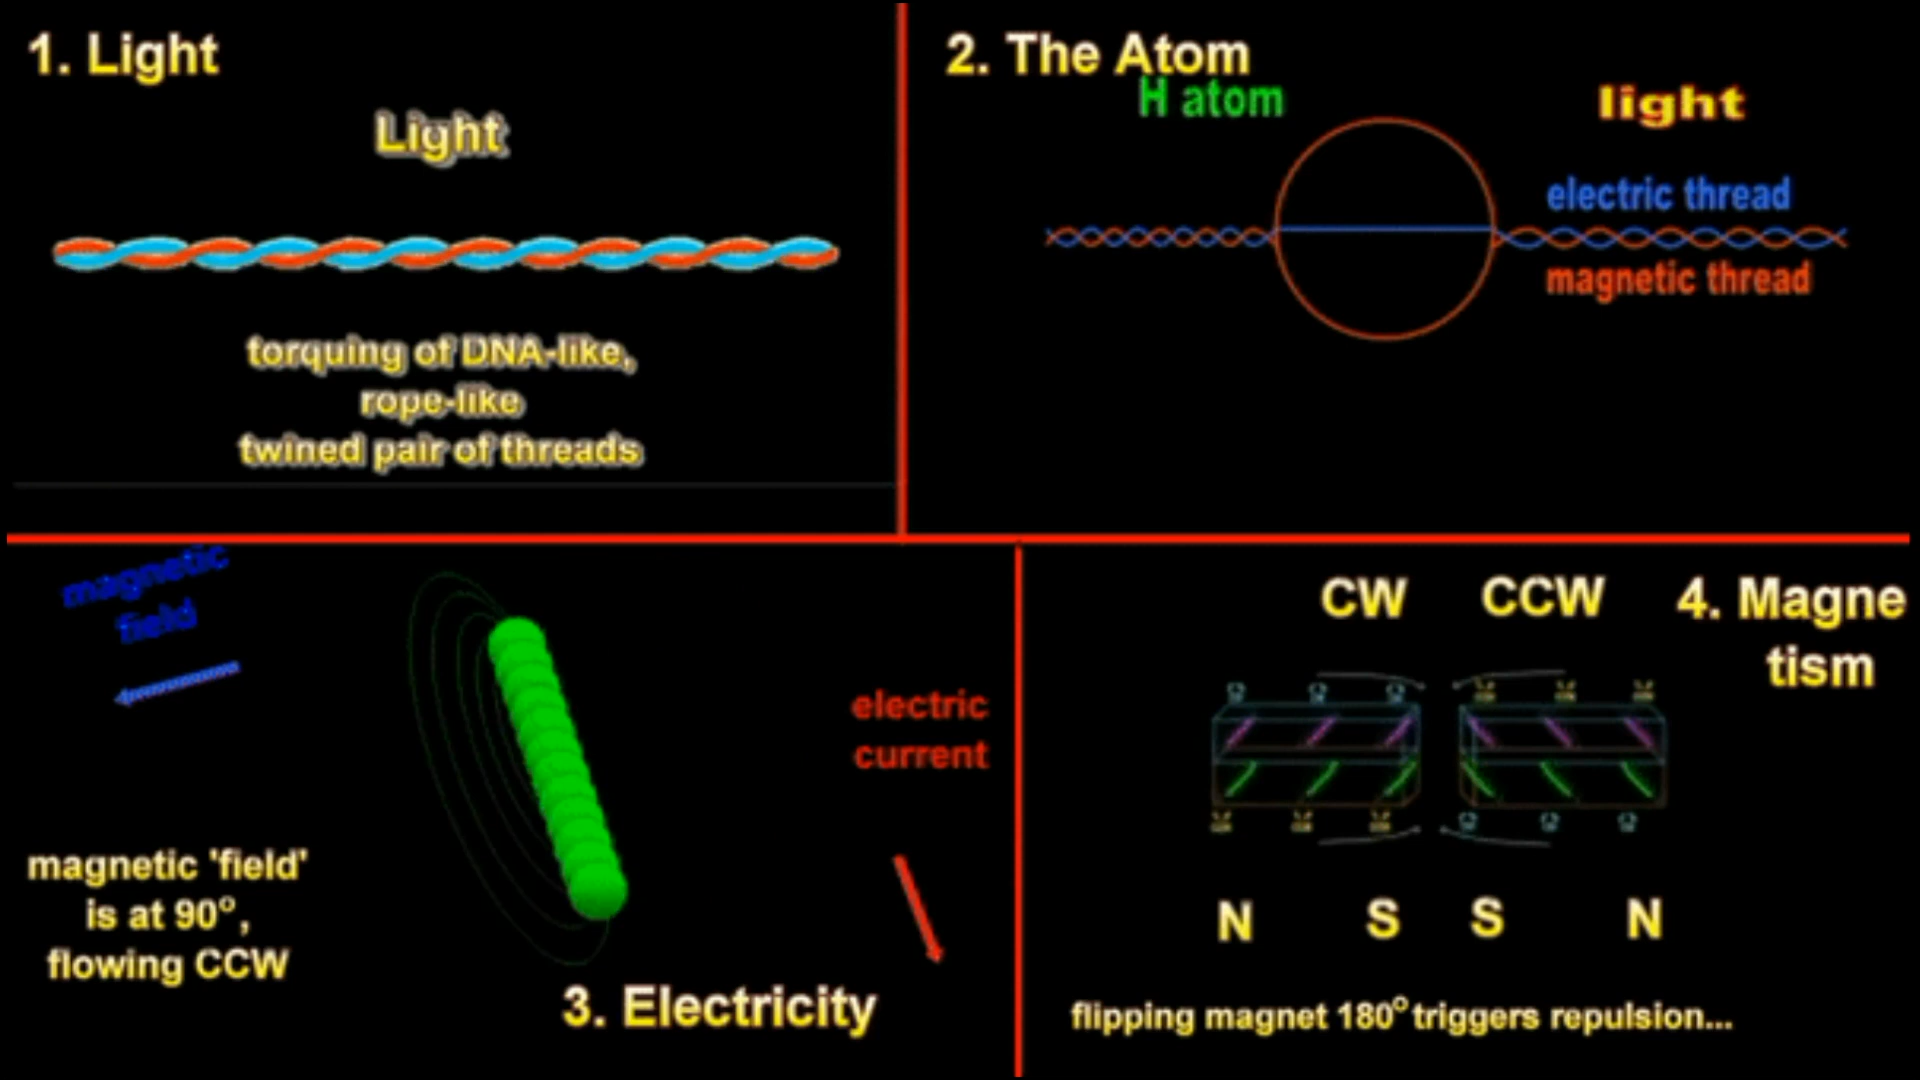 1. Light
Light
torquing of DNA-like,
rope-like
twined pair of threads
2. The Atom
H atom
light
electric thread
magnetic thread
magnetic
field
electric
current
magnetic 'field'
is at 90°,
flowing CCW
3. Electricity
CW CCW
4. Magne
tism
N S S N
flipping magnet 180° triggers repulsion...